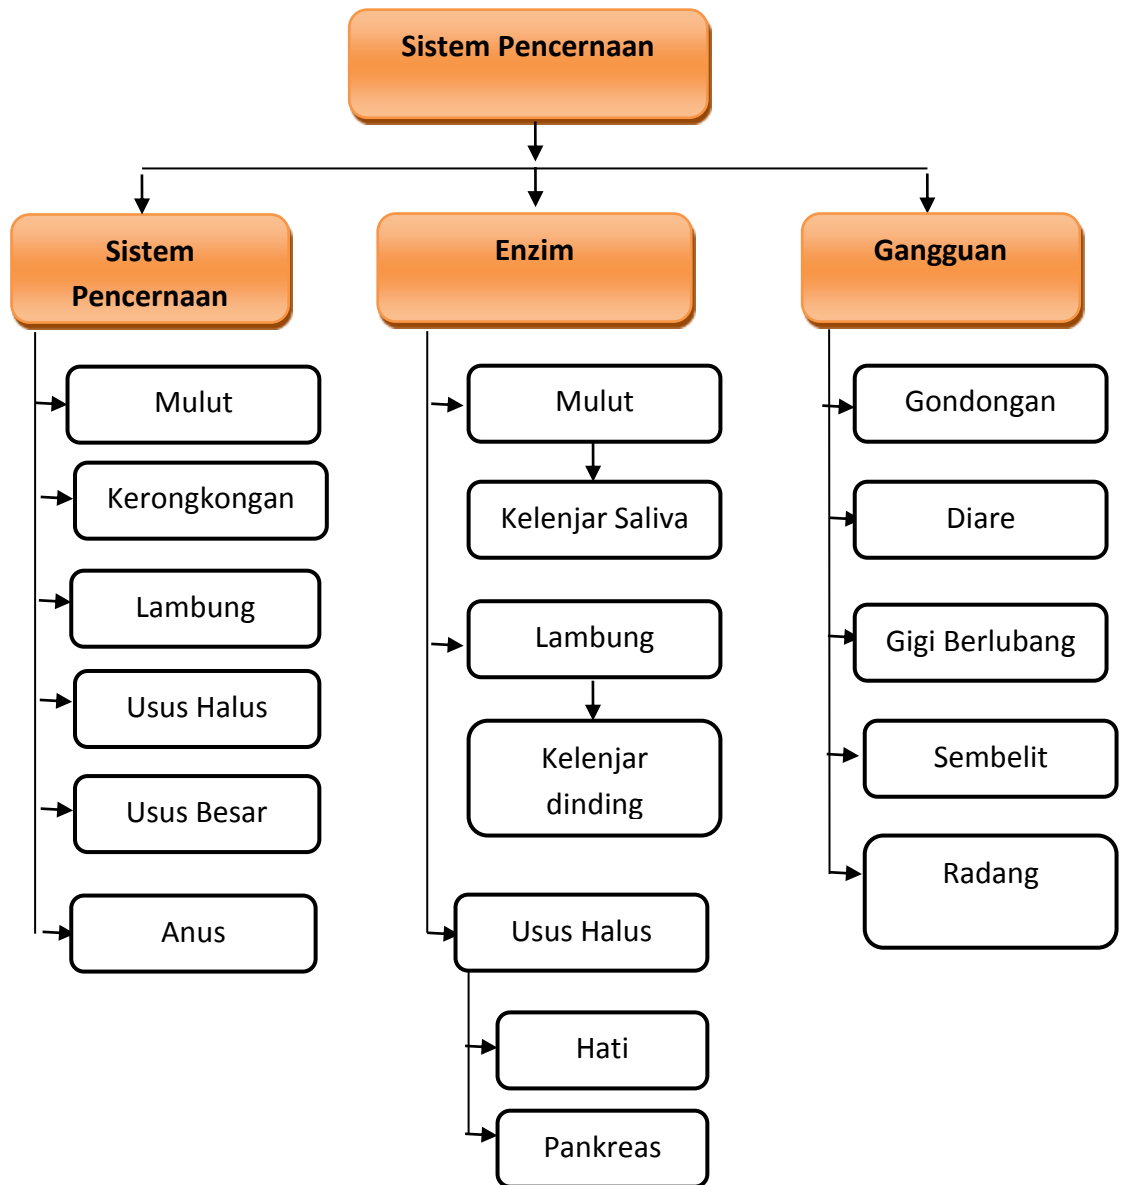 Sistem Pencernaan
Sistem
Pencernaan
Mulut
Kerongkongan
Lambung
Usus Halus
Usus Besar
Anus
Enzim
Mulut
Kelenjar Saliva
Lambung
Kelenjar
dinding
Usus Halus
Hati
Pankreas
Gangguan
Gondongan
Diare
Gigi Berlubang
Sembelit
Radang